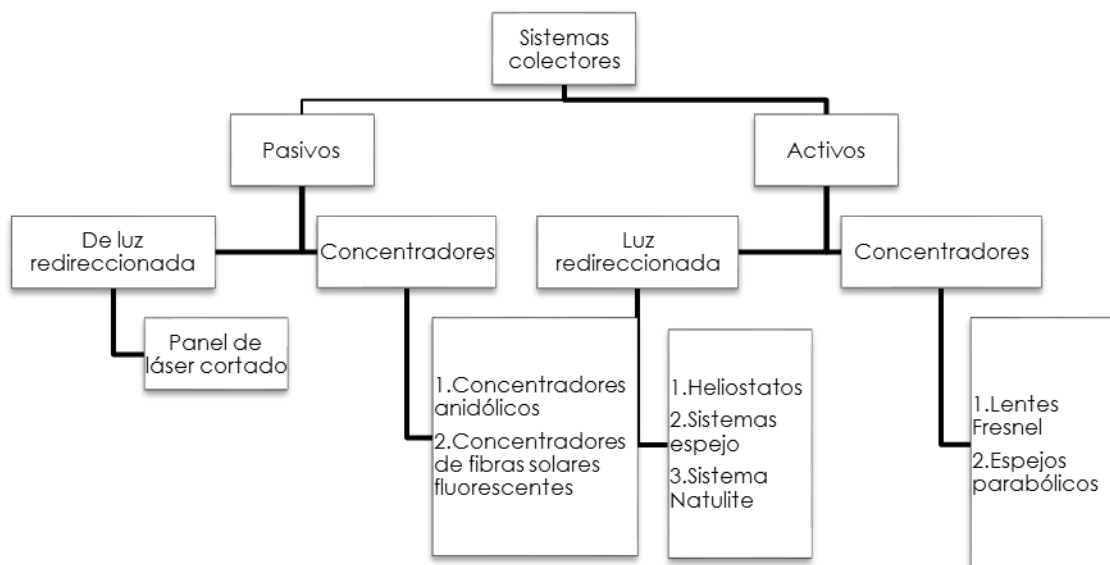 Sistemas
colectores
Pasivos
Activos
De luz
redireccionada
Concentradores
Luz
redireccionada
Concentradores
Panel de
láser cortado
1.Concentradores
anidólicos
2.Concentradores
de fibras solares
fluorescentes
1.Heliostatos
2.Sistemas
espejo
3.Sistema
Natulite
1.Lentes
Fresnel
2.Espejos
parabólicos